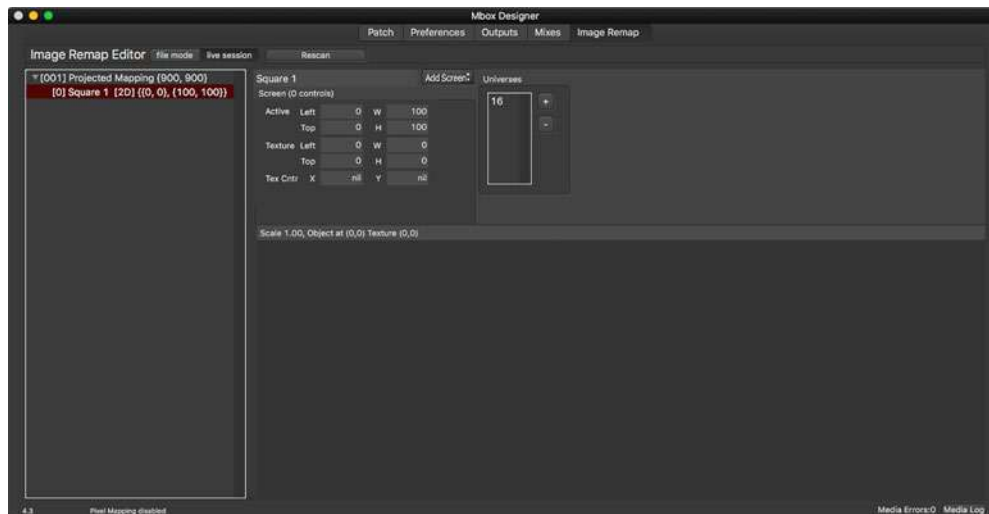 Mbox Designer
Patch Preferences Outputs Mixes Image Remap
Image Remap Editor file mode live session Rescan
[001] Projected Mapping {900, 900}
[0] Square 1 [2D] {{0, 0}, {100, 100}}
Square 1 Add Screen
Screen (0 controls)
Active Left 0 W 100
Top 0 H 100
Texture Left 0 W 0
Top 0 H 0
Tex Cntr X nil Y nil
Universes
16 +
-
Scale 1.00, Object at (0,0) Texture (0,0)
4.3 Pixel Mapping disabled Media Errors:0 Media Log